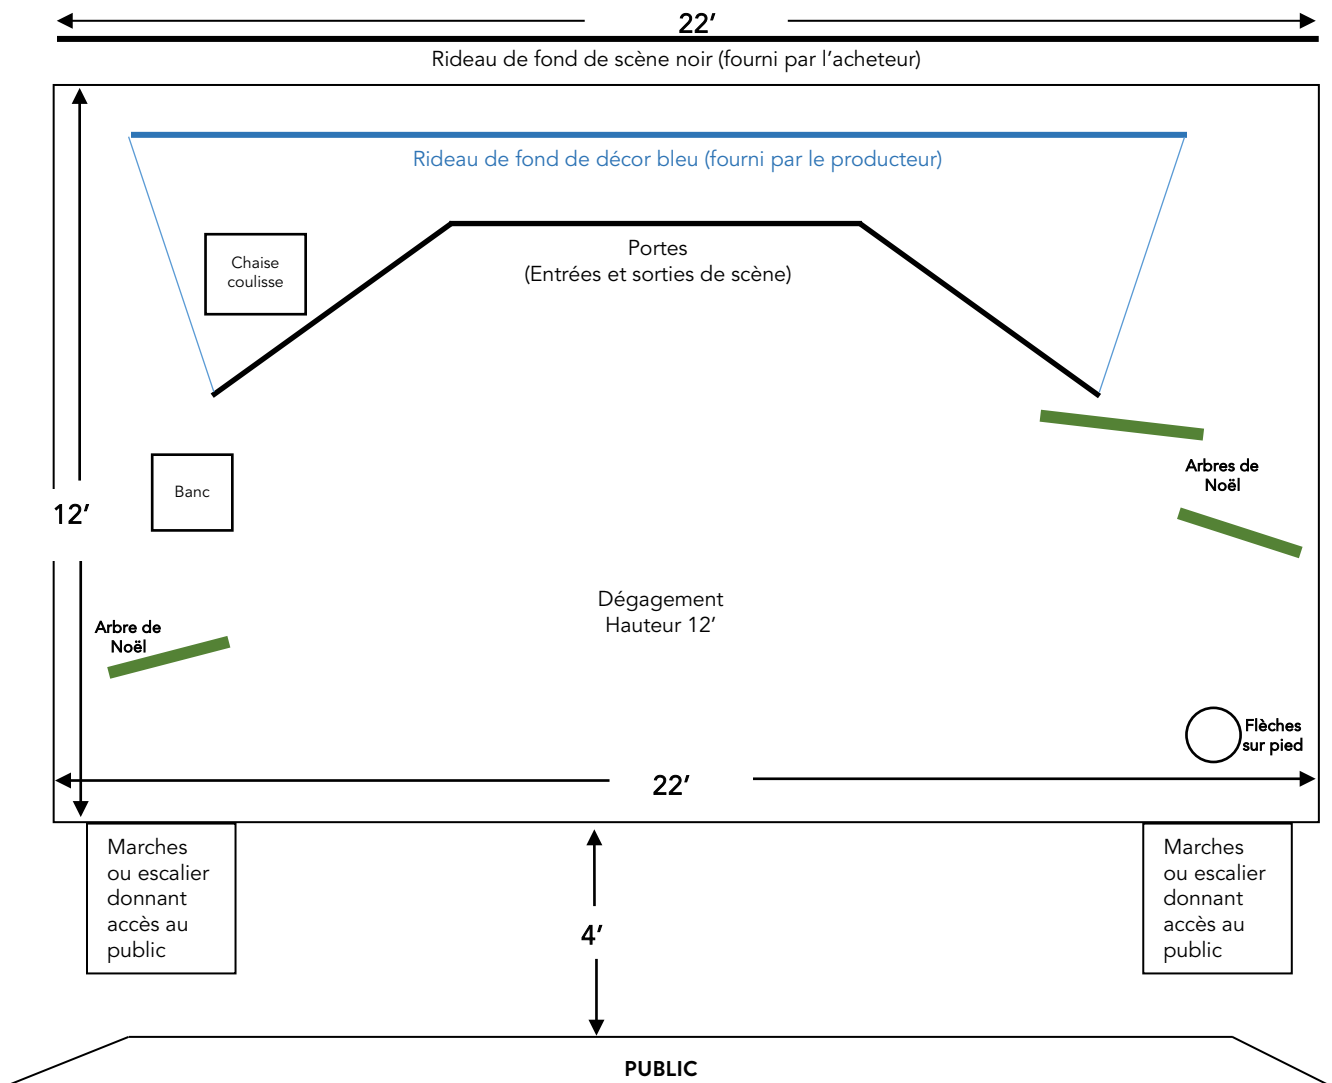 22’
Rideau de fond de scène noir (fourni par l’acheteur)
Rideau de fond de décor bleu (fourni par le producteur)
Portes
(Entrées et sorties de scène)
Chaise
coulisse
Arbres de
Noël
Banc
12’
Dégagement
Hauteur 12’
Arbre de
Noël
Flèches
sur pied
22’
Marches
ou escalier
donnant
accès au
public
4’
Marches
ou escalier
donnant
accès au
public
PUBLIC